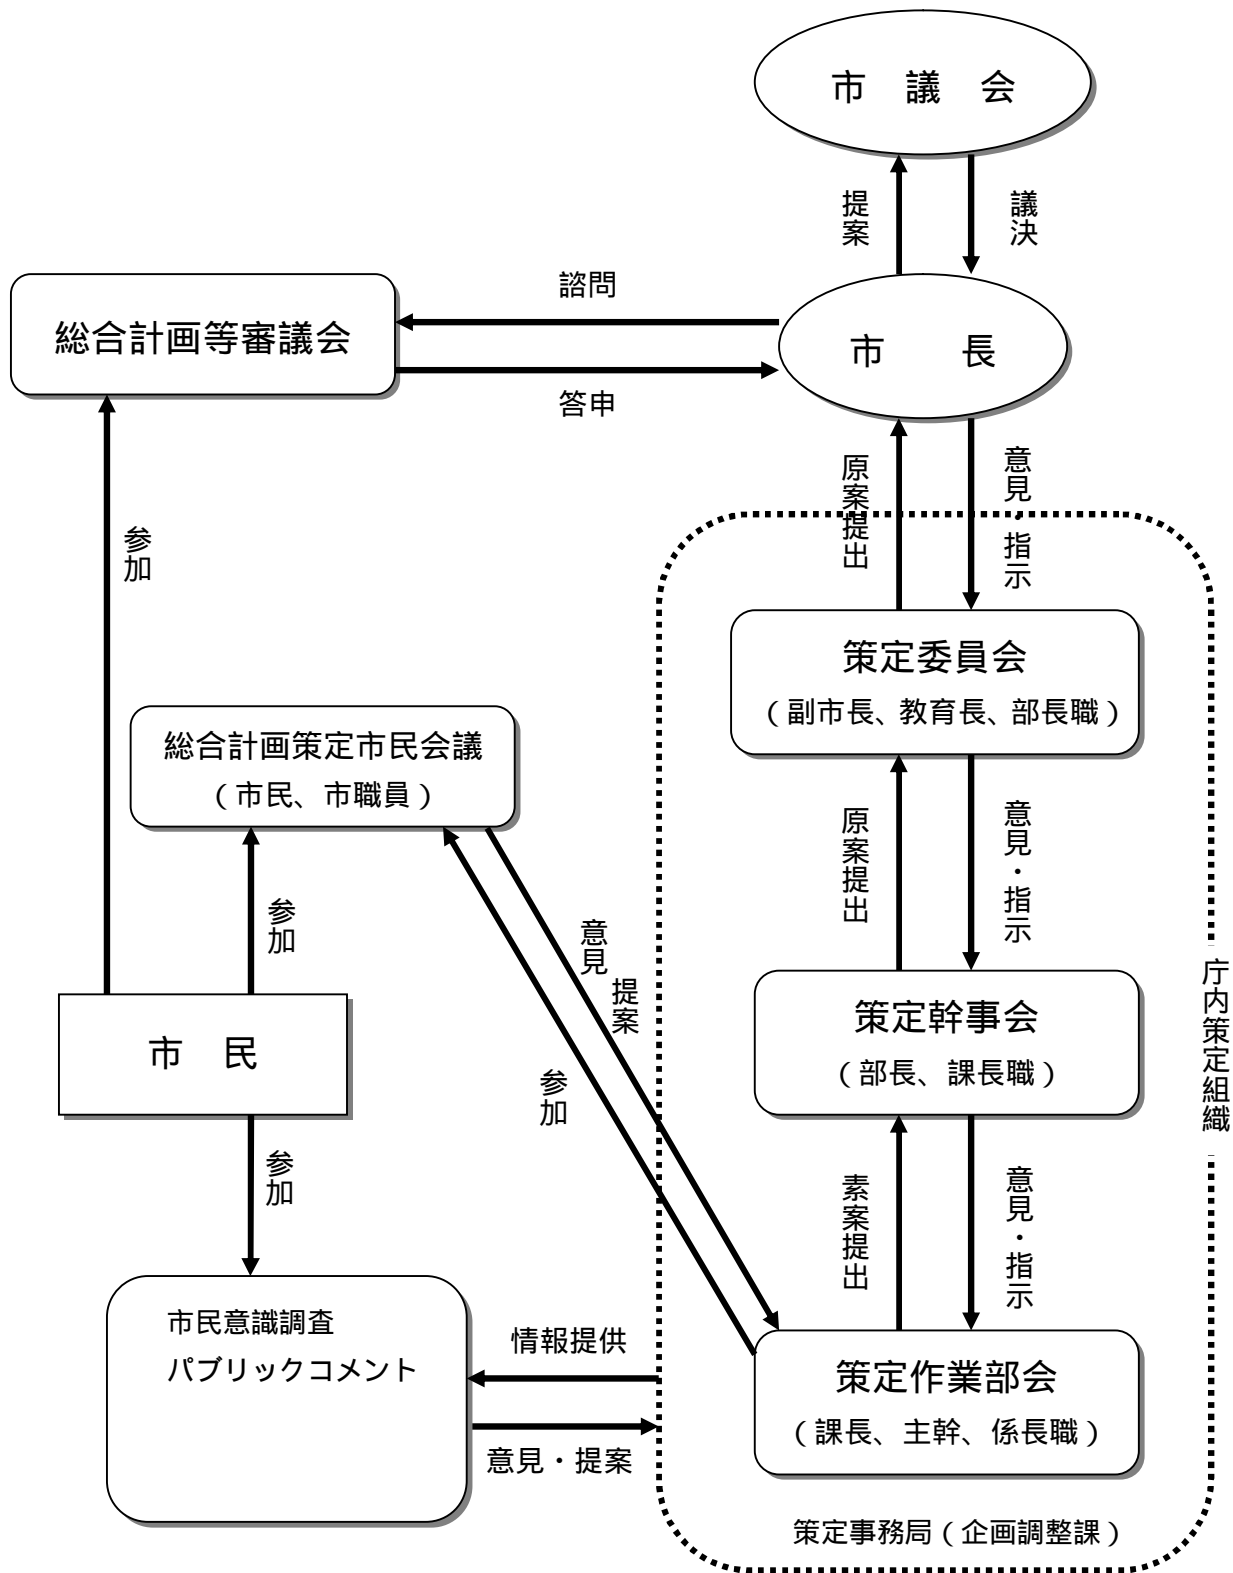 市　議　会
提案
議決
諮問
総合計画等審議会
市　　長
答申
原案提出
意見・指示
参加
策定委員会
（副市長、教育長、部長職）
総合計画策定市民会議
（市民、市職員）
原案提出
意見・指示
参加
意見
提案
庁内策定組織
策定幹事会
（部長、課長職）
市　民
参加
参加
素案提出
意見・指示
市民意識調査
パブリックコメント
情報提供
意見・提案
策定作業部会
（課長、主幹、係長職）
策定事務局（企画調整課）